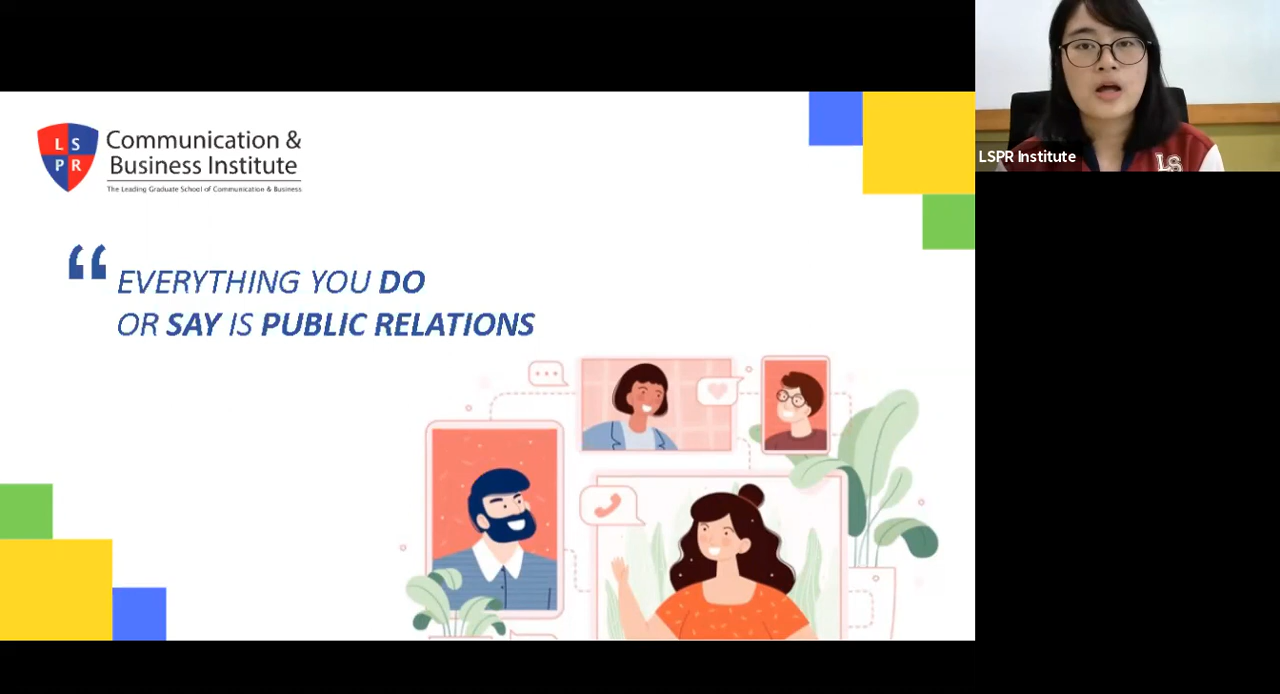 L S
P R
Communication &
Business Institute
The Leading Graduate School of Communication & Business
“EVERYTHING YOU DO
OR SAY IS PUBLIC RELATIONS
LSPR Institute
LS